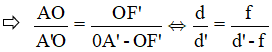 ⇨ AO/A'O = OF'/0A' - OF' ⇔ d/d' = f/d' - f